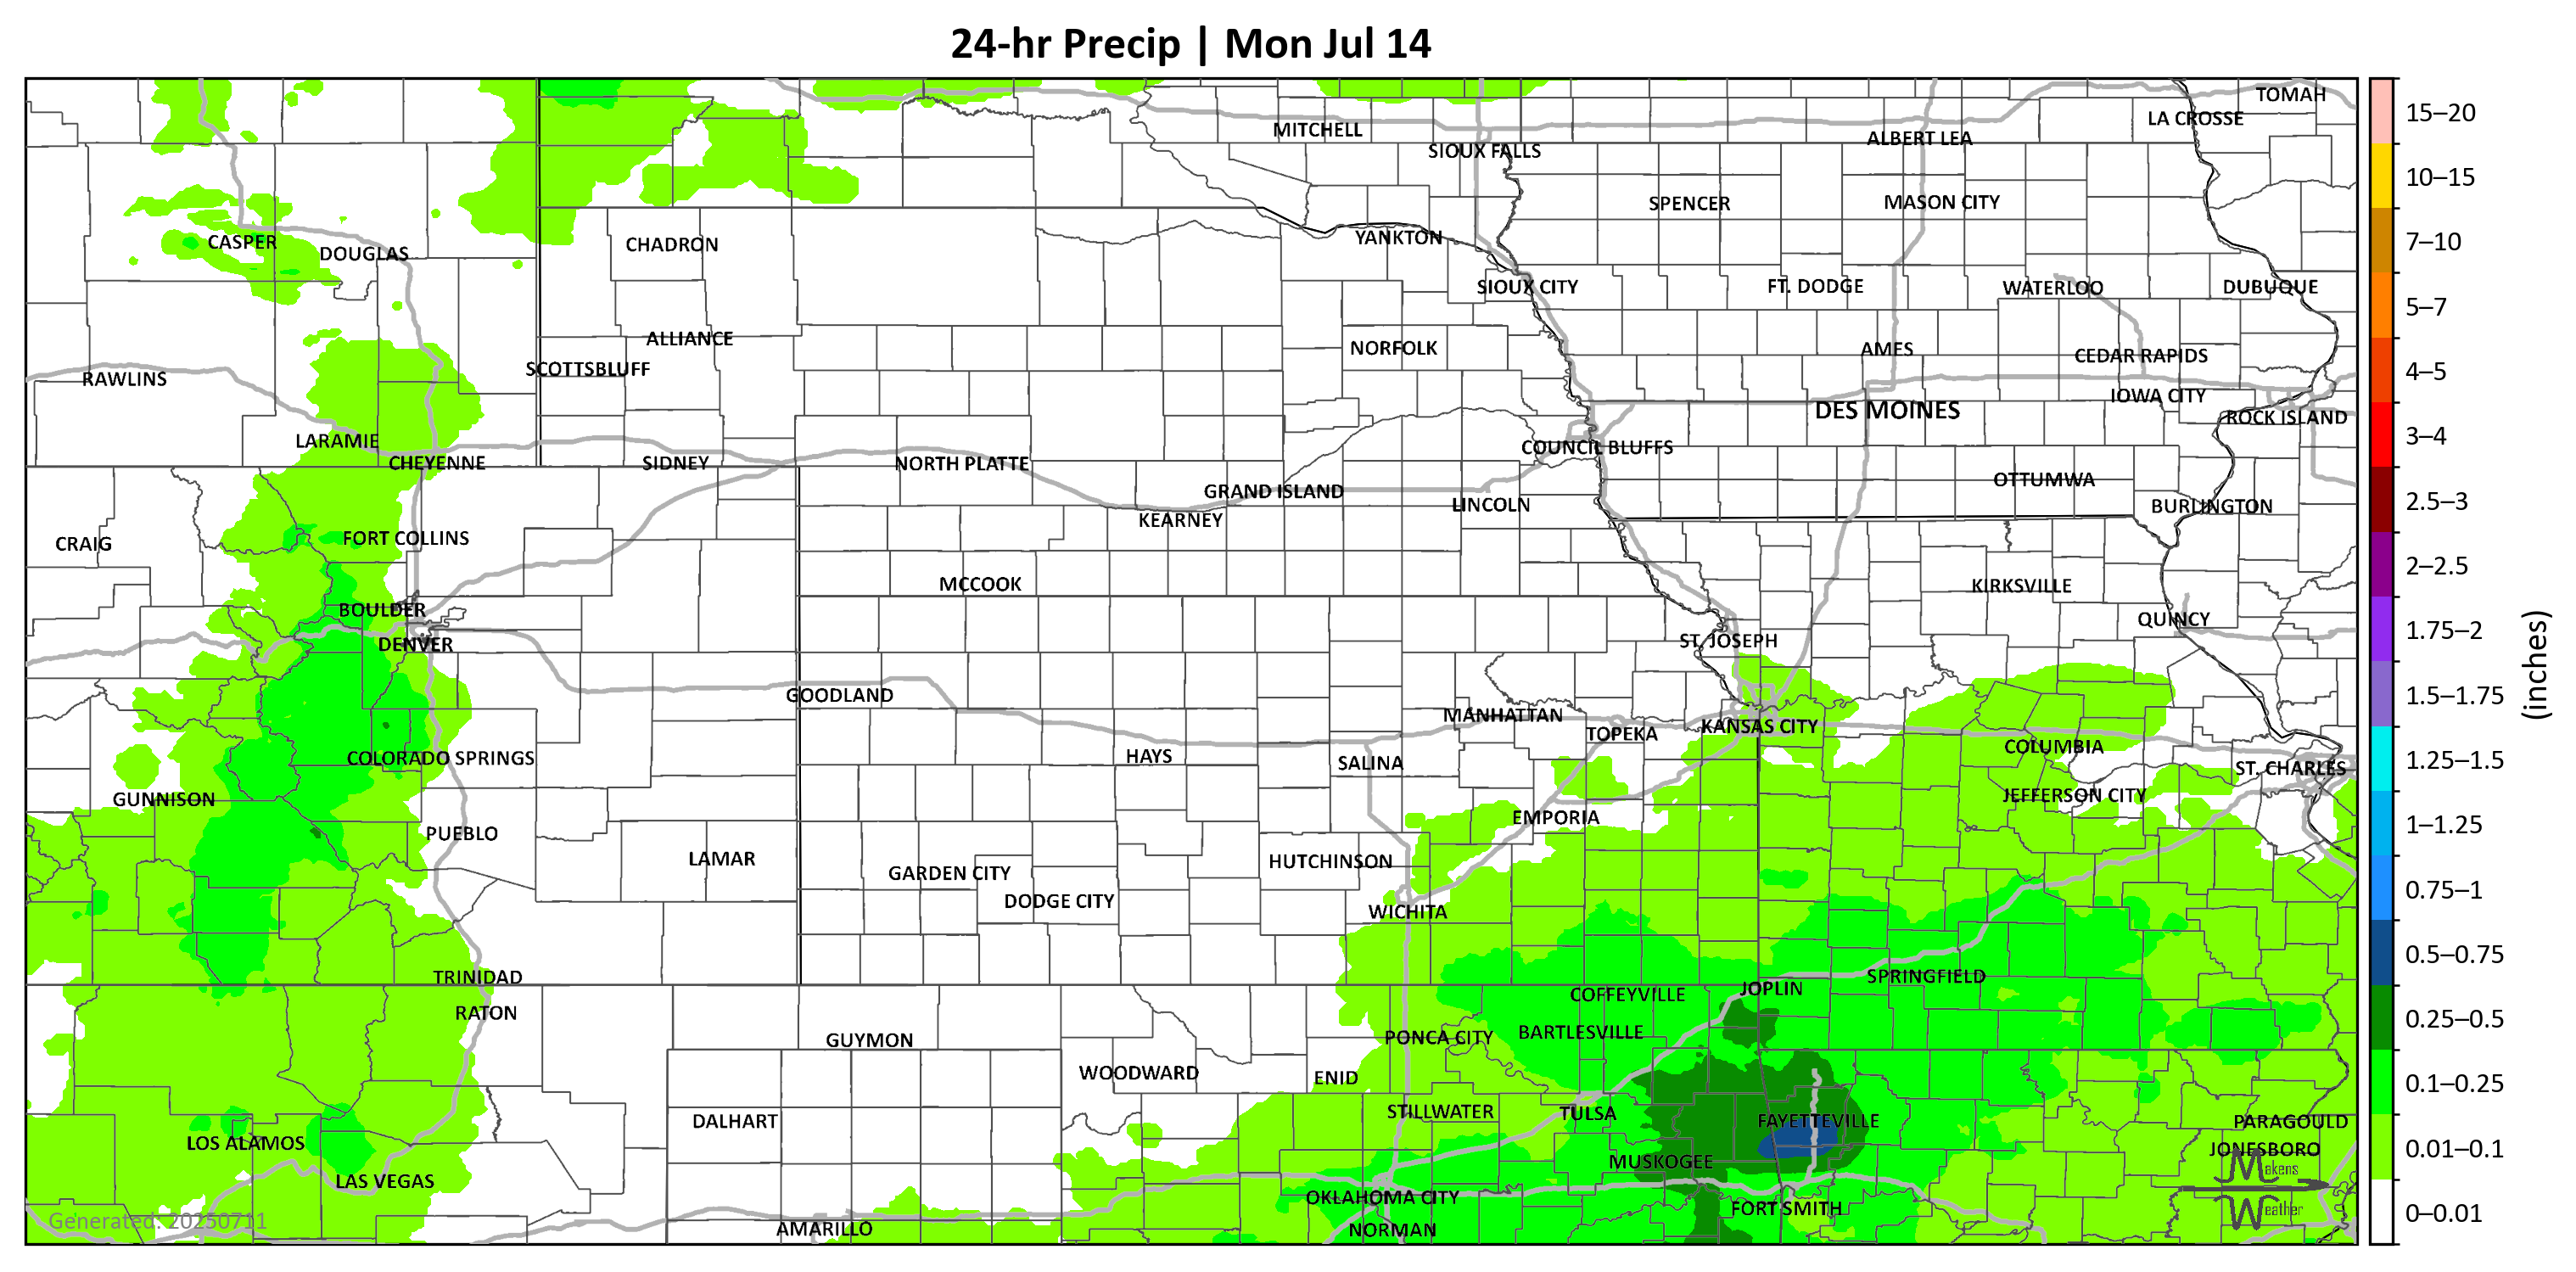 24-hr Precip | Mon Jul 14
TOMAH
LA CROSSE
MITCHELL
ALBERT LEA
SIOUX FALLS
SPENCER
MASON CITY
YANKTON
CASPER
CHADRON
DOUGLAS
SIOUX CITY
FT. DODGE
WATERLOO
DUBUQUE
ALLIANCE
NORFOLK
AMES
CEDAR RAPIDS
SCOTTSBLUFF
RAWLINS
IOWA CITY
DES MOINES
ROCK ISLAND
LARAMIE
COUNCIL BLUFFS
CHEYENNE
SIDNEY
NORTH PLATTE
OTTUMWA
GRAND ISLAND
LINCOLN
BURLINGTON
KEARNEY
CRAIG
FORT COLLINS
MCCOOK
KIRKSVILLE
BOULDER
QUINCY
DENVER
ST. JOSEPH
GOODLAND
MANHATTAN
TOPEKA
KANSAS CITY
COLUMBIA
COLORADO SPRINGS
HAYS
SALINA
ST. CHARLES
GUNNISON
JEFFERSON CITY
EMPORIA
PUEBLO
LAMAR
HUTCHINSON
GARDEN CITY
DODGE CITY
WICHITA
TRINIDAD
SPRINGFIELD
COFFEYVILLE
JOPLIN
RATON
GUYMON
PONCA CITY
BARTLESVILLE
WOODWARD
ENID
DALHART
STILLWATER
TULSA
FAYETTEVILLE
PARAGOULD
LOS ALAMOS
JONESBORO
MUSKOGEE
LAS VEGAS
OKLAHOMA CITY
FORT SMITH
AMARILLO
NORMAN
Makens
Weather
Generated: 20250711
15–20
10–15
7–10
5–7
4–5
3–4
2.5–3
2–2.5
1.75–2
1.5–1.75
1.25–1.5
1–1.25
0.75–1
0.5–0.75
0.25–0.5
0.1–0.25
0.01–0.1
0–0.01
(inches)